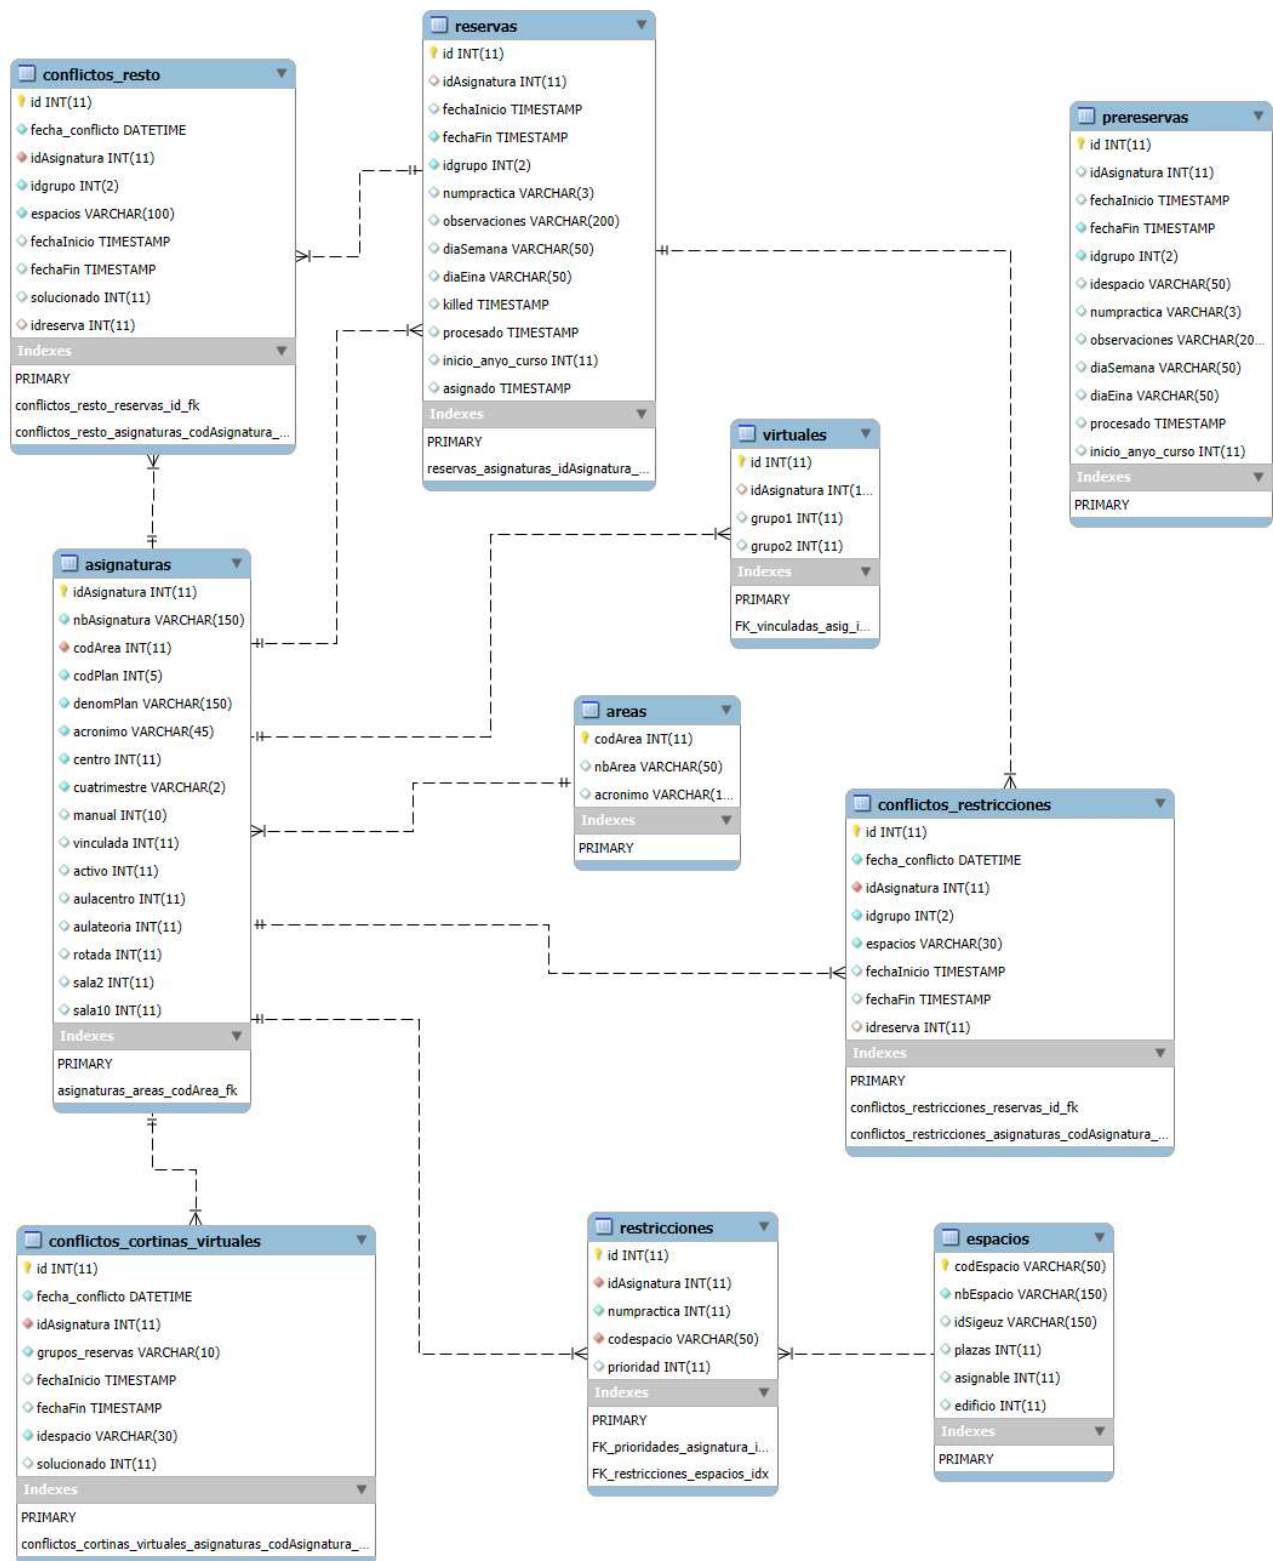 reservas
id INT(11)
idAsignatura INT(11)
fechaInicio TIMESTAMP
fechaFin TIMESTAMP
idgrupo INT(2)
numpractica VARCHAR(3)
observaciones VARCHAR(200)
diaSemana VARCHAR(50)
diaEina VARCHAR(50)
killed TIMESTAMP
procesado TIMESTAMP
inicio_anyo_curso INT(11)
asignado TIMESTAMP
Indexes
PRIMARY
reservas_asignaturas_idAsignatura_...
conflictos_resto
id INT(11)
fecha_conflicto DATETIME
idAsignatura INT(11)
idgrupo INT(2)
espacios VARCHAR(100)
fechaInicio TIMESTAMP
fechaFin TIMESTAMP
solucionado INT(11)
idreserva INT(11)
Indexes
PRIMARY
conflictos_resto_reservas_id_fk
conflictos_resto_asignaturas_codAsignatura_...
prereservas
id INT(11)
idAsignatura INT(11)
fechaInicio TIMESTAMP
fechaFin TIMESTAMP
idgrupo INT(2)
idespacio VARCHAR(50)
numpractica VARCHAR(3)
observaciones VARCHAR(20...
diaSemana VARCHAR(50)
diaEina VARCHAR(50)
procesado TIMESTAMP
inicio_anyo_curso INT(11)
Indexes
PRIMARY
virtuales
id INT(11)
idAsignatura INT(1...
grupo1 INT(11)
grupo2 INT(11)
Indexes
PRIMARY
FK_vinculadas_asig_i...
asignaturas
idAsignatura INT(11)
nbAsignatura VARCHAR(150)
codArea INT(11)
codPlan INT(5)
denomPlan VARCHAR(150)
acronimo VARCHAR(45)
centro INT(11)
cuatrimestre VARCHAR(2)
manual INT(10)
vinculada INT(11)
activo INT(11)
aulacentro INT(11)
aulateoria INT(11)
rotada INT(11)
sala2 INT(11)
sala10 INT(11)
Indexes
PRIMARY
asignaturas_areas_codArea_fk
areas
codArea INT(11)
nbArea VARCHAR(50)
acronimo VARCHAR(1...
Indexes
PRIMARY
conflictos_restricciones
id INT(11)
fecha_conflicto DATETIME
idAsignatura INT(11)
idgrupo INT(2)
espacios VARCHAR(30)
fechaInicio TIMESTAMP
fechaFin TIMESTAMP
idreserva INT(11)
Indexes
PRIMARY
conflictos_restricciones_reservas_id_fk
conflictos_restricciones_asignaturas_codAsignatura_...
conflictos_cortinas_virtuales
id INT(11)
fecha_conflicto DATETIME
idAsignatura INT(11)
grupos_reservas VARCHAR(10)
fechaInicio TIMESTAMP
fechaFin TIMESTAMP
idespacio VARCHAR(30)
solucionado INT(11)
Indexes
PRIMARY
conflictos_cortinas_virtuales_asignaturas_codAsignatura_...
restricciones
id INT(11)
idAsignatura INT(11)
numpractica INT(11)
codespacio VARCHAR(50)
prioridad INT(11)
Indexes
PRIMARY
FK_prioridades_asignatura_i...
FK_restricciones_espacios_idx
espacios
codEspacio VARCHAR(50)
nbEspacio VARCHAR(150)
idSigeuz VARCHAR(150)
plazas INT(11)
asignable INT(11)
edificio INT(11)
Indexes
PRIMARY